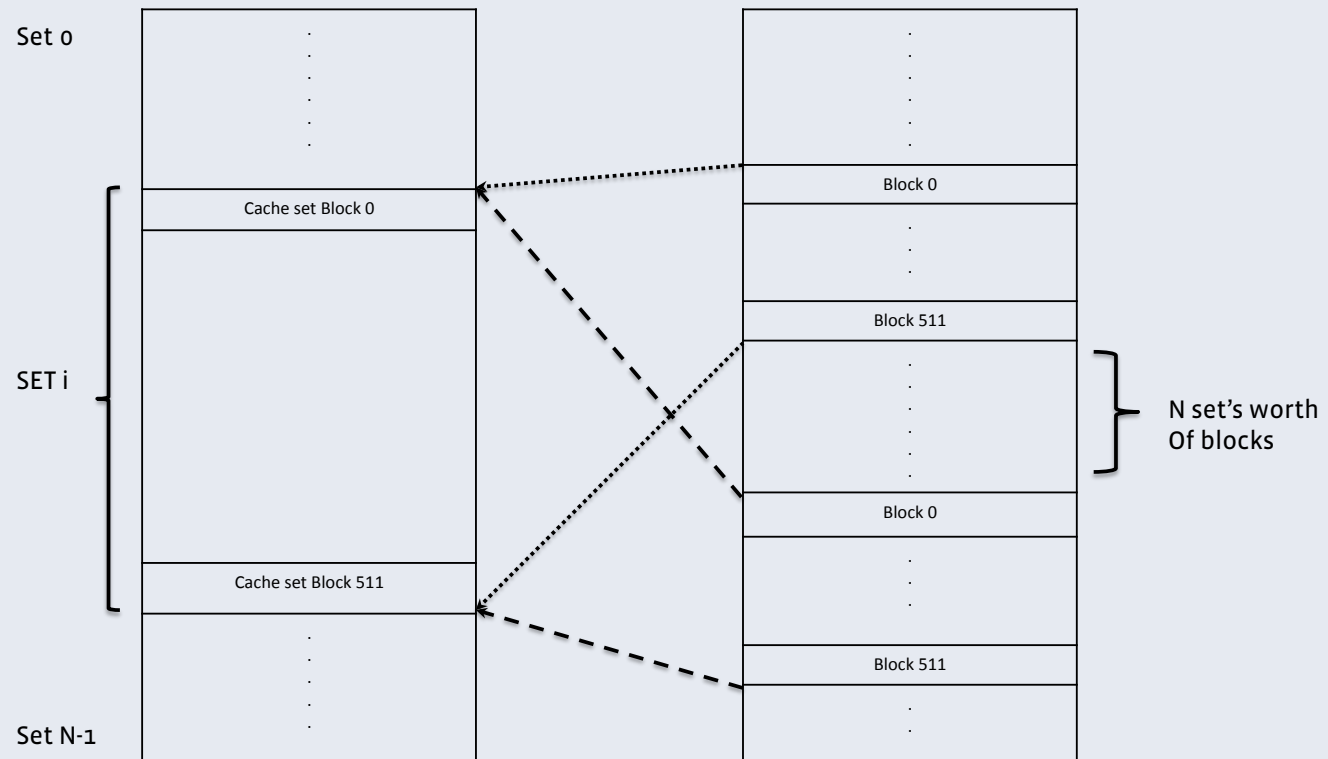 Set 0
Block 0
Cache set Block 0
Block 511
SET i
N set's worth
Of blocks
Block 0
Cache set Block 511
Block 511
Set N-1